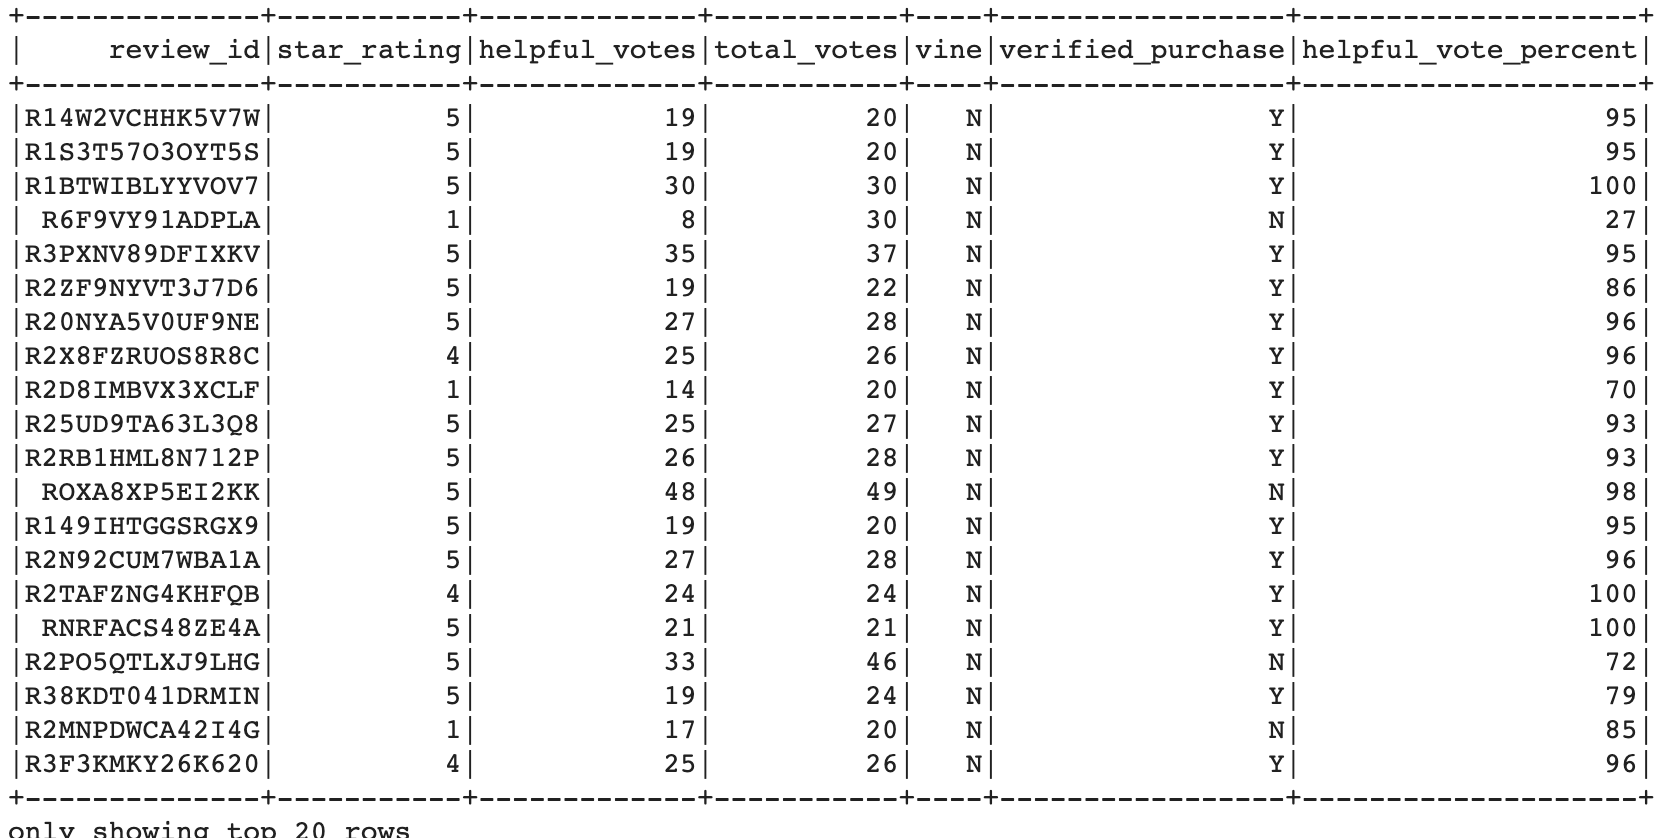 +--------------+-----------+-------------+-----------+----+-----------------+--------------------+
|     review_id|star_rating|helpful_votes|total_votes|vine|verified_purchase|helpful_vote_percent|
+--------------+-----------+-------------+-----------+----+-----------------+--------------------+
|R14W2VCHHK5V7W|          5|           19|         20|   N|                Y|                  95|
|R1S3T57O3OYT5S|          5|           19|         20|   N|                Y|                  95|
|R1BTWIBLYYVOV7|          5|           30|         30|   N|                Y|                 100|
| R6F9VY91ADPLA|          1|            8|         30|   N|                N|                  27|
|R3PXNV89DFIXKV|          5|           35|         37|   N|                Y|                  95|
|R2ZF9NYVT3J7D6|          5|           19|         22|   N|                Y|                  86|
|R20NYA5V0UF9NE|          5|           27|         28|   N|                Y|                  96|
|R2X8FZRUOS8R8C|          4|           25|         26|   N|                Y|                  96|
|R2D8IMBVX3XCLF|          1|           14|         20|   N|                Y|                  70|
|R25UD9TA63L3Q8|          5|           25|         27|   N|                Y|                  93|
|R2RB1HML8N712P|          5|           26|         28|   N|                Y|                  93|
| ROXA8XP5EI2KK|          5|           48|         49|   N|                N|                  98|
|R149IHTGGSRGX9|          5|           19|         20|   N|                Y|                  95|
|R2N92CUM7WBA1A|          5|           27|         28|   N|                Y|                  96|
|R2TAFZNG4KHFQB|          4|           24|         24|   N|                Y|                 100|
| RNRFACS48ZE4A|          5|           21|         21|   N|                Y|                 100|
|R2PO5QTLXJ9LHG|          5|           33|         46|   N|                N|                  72|
|R38KDT041DRMIN|          5|           19|         24|   N|                Y|                  79|
|R2MNPDWCA42I4G|          1|           17|         20|   N|                N|                  85|
|R3F3KMKY26K620|          4|           25|         26|   N|                Y|                  96|
+--------------+-----------+-------------+-----------+----+-----------------+--------------------+
only showing top 20 rows